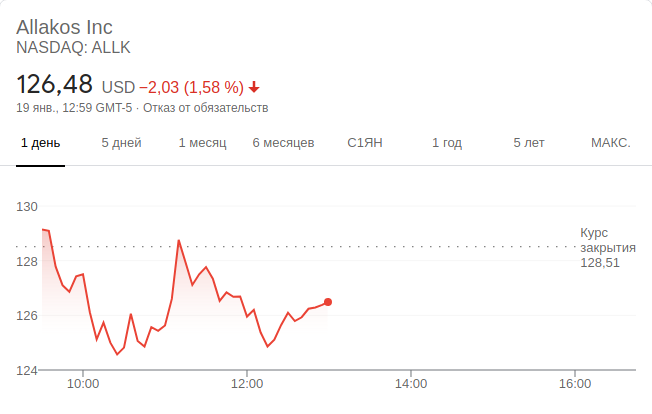 Allakos Inc
NASDAQ: ALLK
126,48 USD −2,03 (1,58 %)
19 янв., 12:59 GMT-5 · Отказ от обязательств
1 день 5 дней 1 месяц 6 месяцев С1ЯН 1 год 5 лет МАКС.
130
Курс
закрытия
128,51
128
126
124
10:00 12:00 14:00 16:00